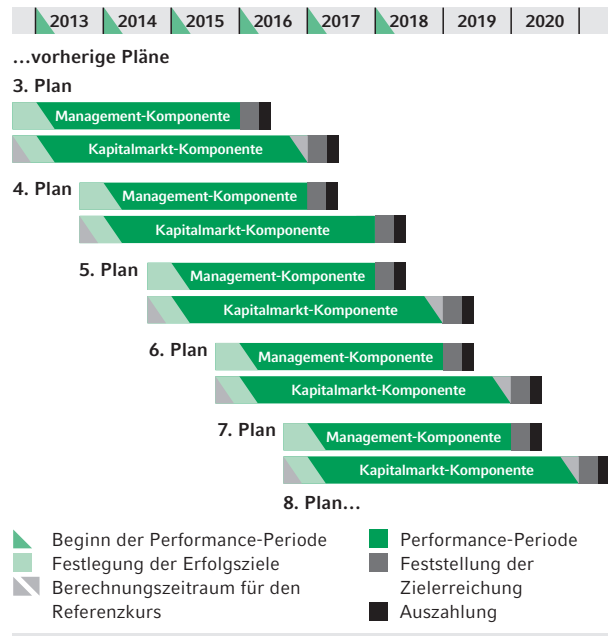 2013 2014 2015 2016 2017 2018 2019 2020
...vorherige Pläne
3. Plan
Management-Komponente
Kapitalmarkt-Komponente
4. Plan
Management-Komponente
Kapitalmarkt-Komponente
5. Plan
Management-Komponente
Kapitalmarkt-Komponente
6. Plan
Management-Komponente
Kapitalmarkt-Komponente
7. Plan
Management-Komponente
Kapitalmarkt-Komponente
8. Plan...
Beginn der Performance-Periode
Festlegung der Erfolgsziele
Berechnungszeitraum für den
Referenzkurs
Performance-Periode
Feststellung der
Zielerreichung
Auszahlung